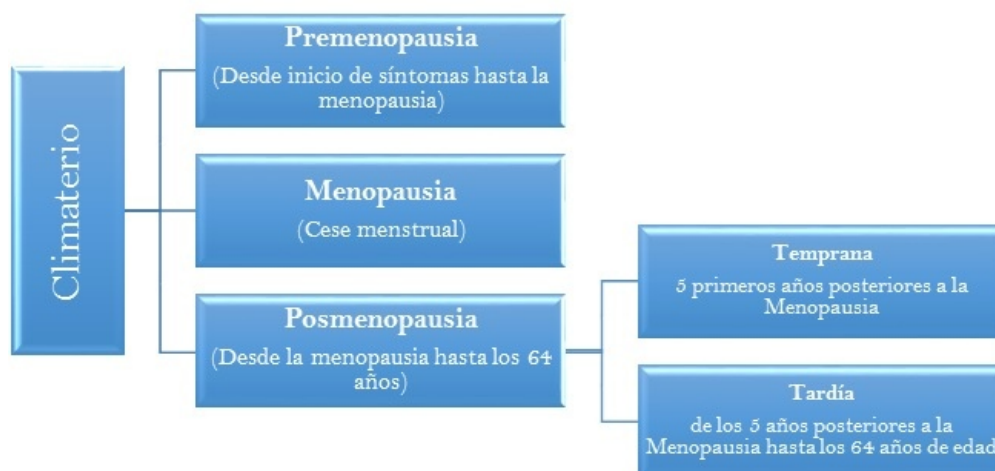 Climaterio
Premenopausia
(Desde inicio de síntomas hasta la
menopausia)
Menopausia
(Cese menstrual)
Posmenopausia
(Desde la menopausia hasta los 64
años)
Temprana
5 primeros años posteriores a la
Menopausia
Tardía
de los 5 años posteriores a la
Menopausia hasta los 64 años de edad